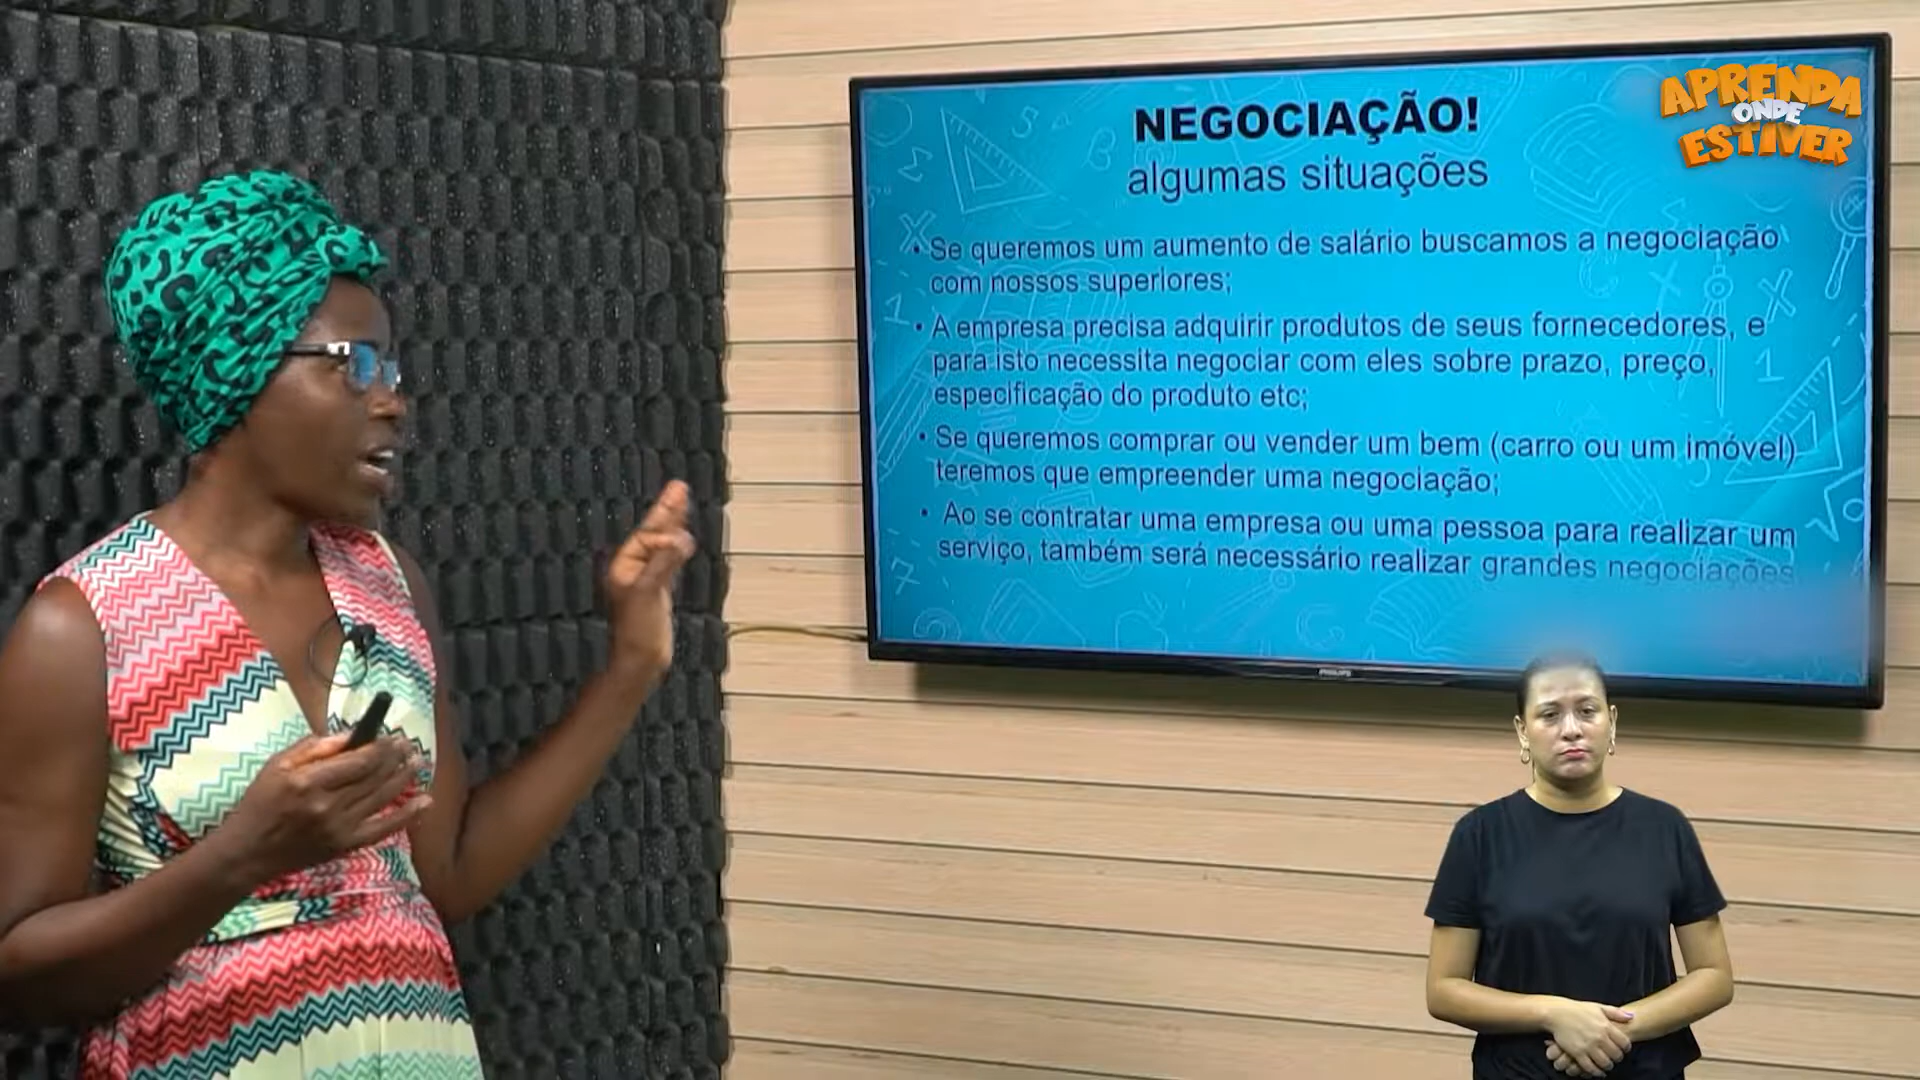 APRENDA
ONDE
ESTIVER
NEGOCIAÇÃO!
algumas situações
• Se queremos um aumento de salário buscamos a negociação
com nossos superiores;
• A empresa precisa adquirir produtos de seus fornecedores, e
para isto necessita negociar com eles sobre prazo, preço,
especificação do produto etc;
• Se queremos comprar ou vender um bem (carro ou um imóvel)
teremos que empreender uma negociação;
• Ao se contratar uma empresa ou uma pessoa para realizar um
serviço, também será necessário realizar grandes negociações
PHILIPS